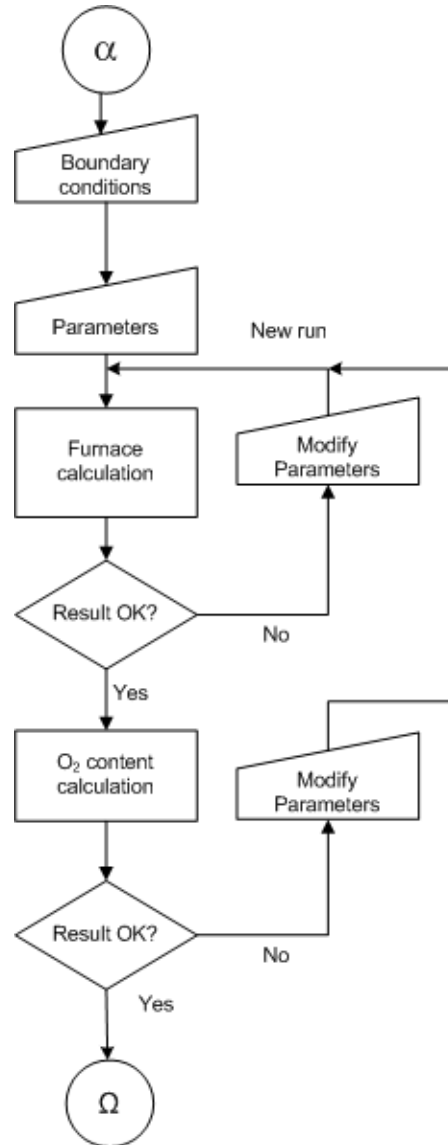 α
Boundary
conditions
Parameters
New run
Furnace
calculation
Modify
Parameters
Result OK?
No
Yes
O₂ content
calculation
Modify
Parameters
Result OK?
No
Yes
Ω